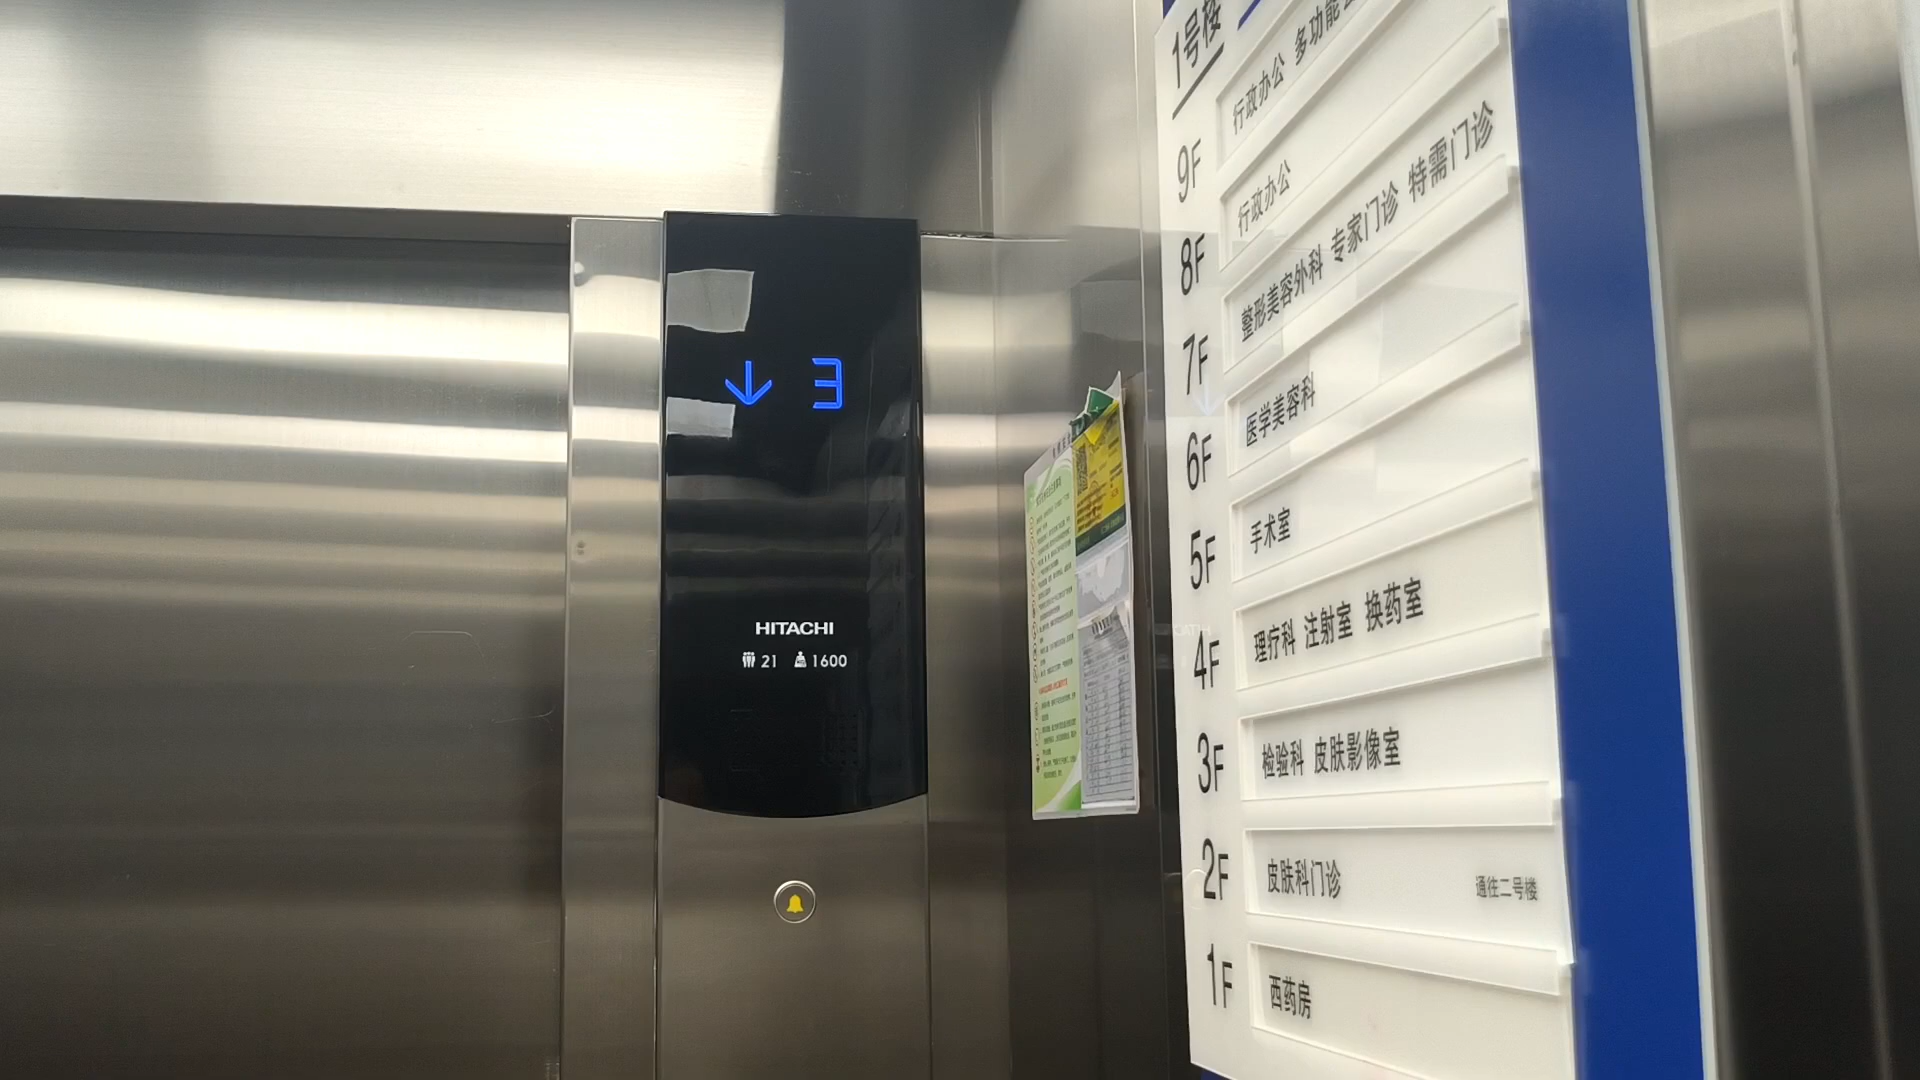 3
HITACHI
21 1600
1号楼
9F 行政办公 多功能
8F 行政办公
7F 整形美容外科 专家门诊 特需门诊
6F 医学美容科
5F 手术室
4F 理疗科 注射室 换药室
3F 检验科 皮肤影像室
2F 皮肤科门诊 通往二号楼
1F 西药房